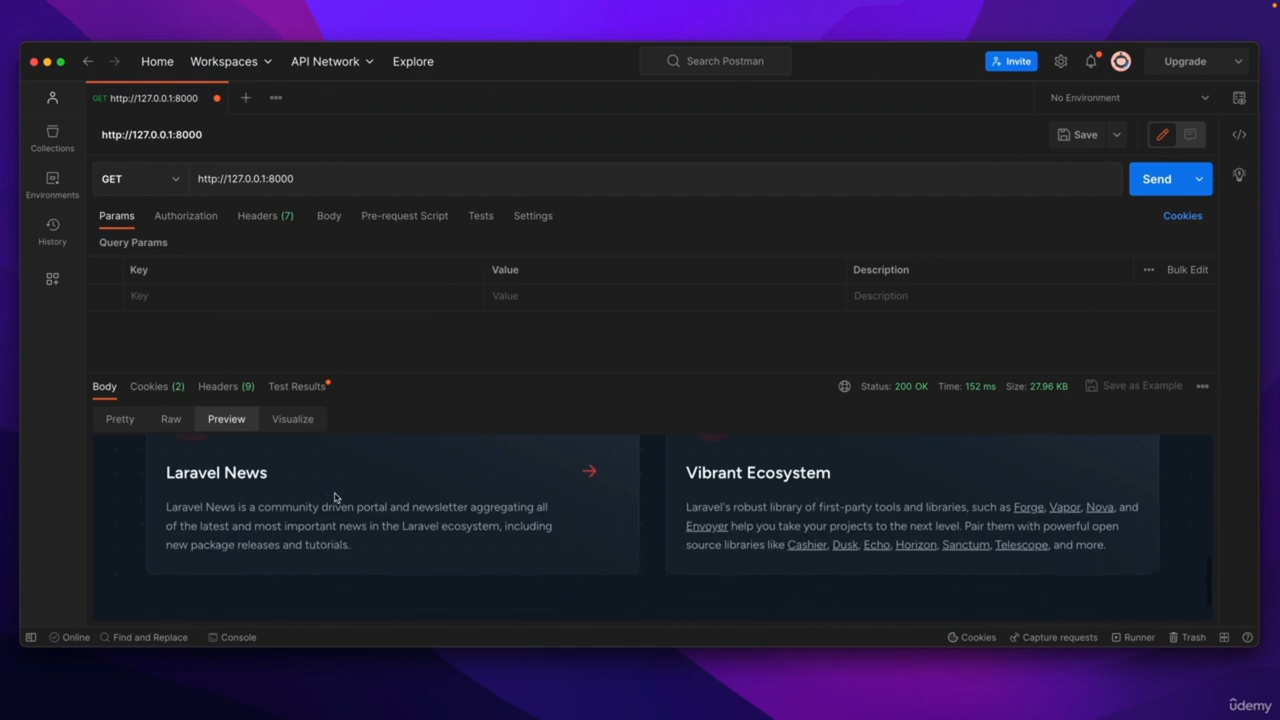 Home Workspaces API Network Explore Search Postman Invite Upgrade
GET http://127.0.0.1:8000 No Environment
http://127.0.0.1:8000 Save
Collections
GET http://127.0.0.1:8000 Send
Environments
Params Authorization Headers (7) Body Pre-request Script Tests Settings Cookies
History
Query Params
Key Value Description Bulk Edit
Key Value Description
Body Cookies (2) Headers (9) Test Results Status: 200 OK Time: 152 ms Size: 27.96 KB Save as Example
Pretty Raw Preview Visualize
Laravel News
Laravel News is a community driven portal and newsletter aggregating all
of the latest and most important news in the Laravel ecosystem, including
new package releases and tutorials.
Vibrant Ecosystem
Laravel's robust library of first-party tools and libraries, such as Forge, Vapor, Nova, and
Envoyer help you take your projects to the next level. Pair them with powerful open
source libraries like Cashier, Dusk, Echo, Horizon, Sanctum, Telescope, and more.
Online Find and Replace Console Cookies Capture requests Runner Trash
ûdemy